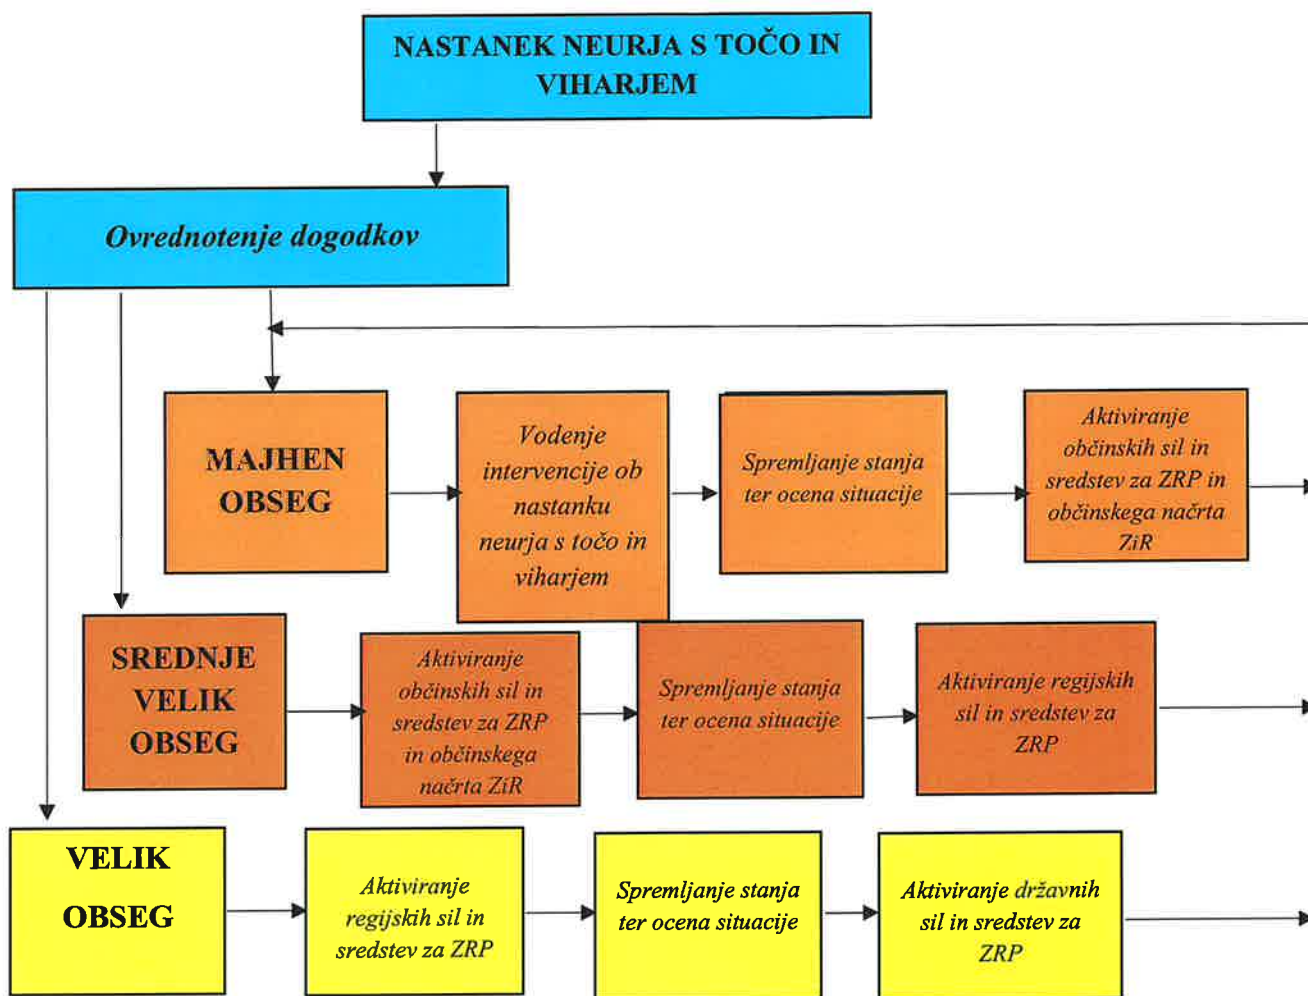 NASTANEK NEURJA S TOČO IN
VIHARJEM
Ovrednotenje dogodkov
MAJHEN
OBSEG
Vodenje
intervencije ob
nastanku
neurja s točo in
viharjem
Spremljanje stanja
ter ocena situacije
Aktiviranje
občinskih sil in
sredstev za ZRP in
občinskega načrta
ZiR
SREDNJE
VELIK
OBSEG
Aktiviranje
občinskih sil in
sredstev za ZRP
in občinskega
načrta ZiR
Spremljanje stanja
ter ocena situacije
Aktiviranje regijskih
sil in sredstev za
ZRP
VELIK
OBSEG
Aktiviranje
regijskih sil in
sredstev za ZRP
Spremljanje stanja
ter ocena situacije
Aktiviranje državnih
sil in sredstev za
ZRP